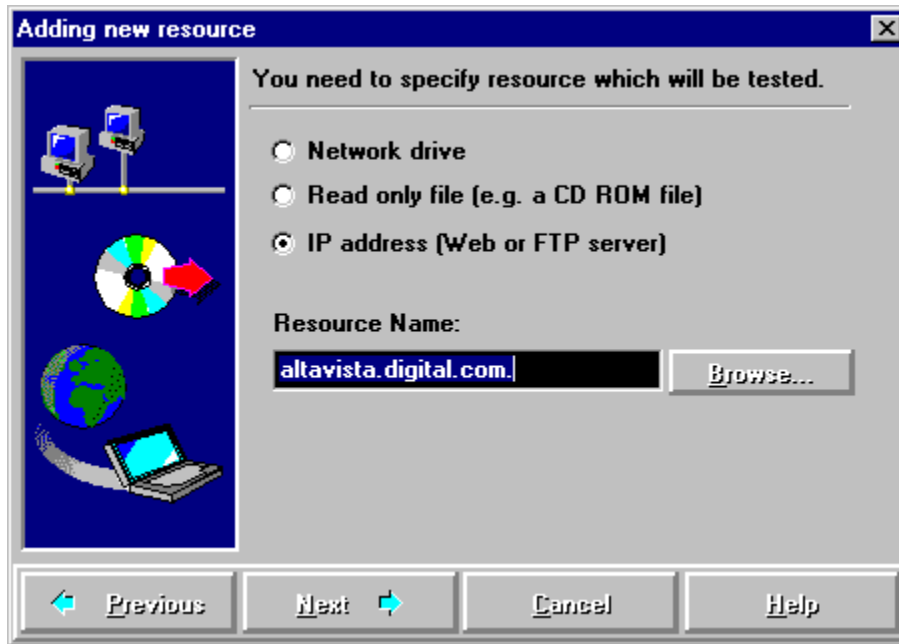 Adding new resource
You need to specify resource which will be tested.
Network drive
Read only file (e.g. a CD ROM file)
IP address (Web or FTP server)
Resource Name:
altavista.digital.com.
Browse...
Previous
Next
Cancel
Help